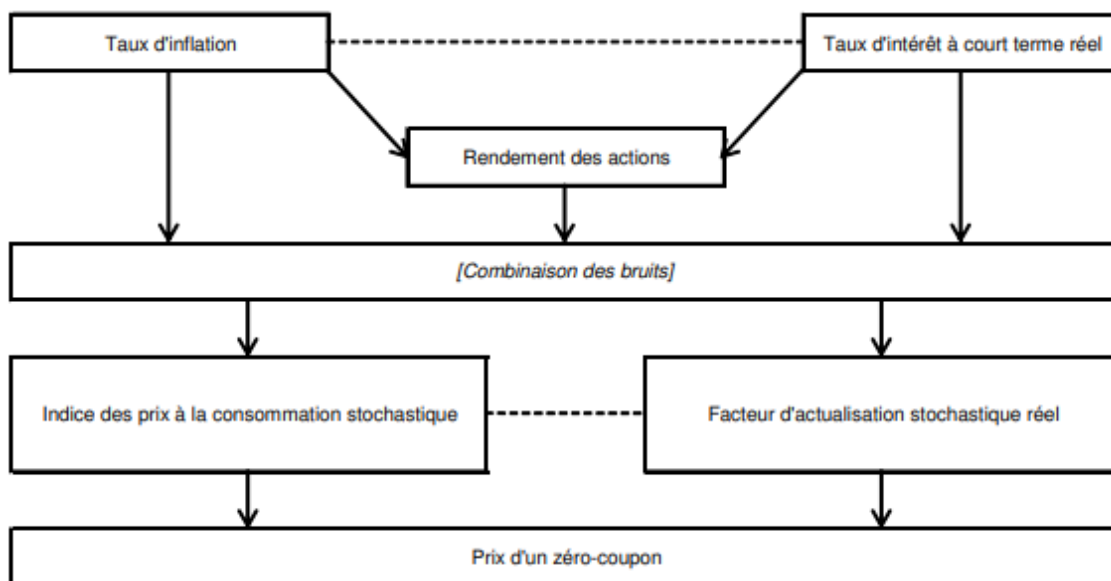 Taux d'inflation
Taux d'intérêt à court terme réel
Rendement des actions
[Combinaison des bruits]
Indice des prix à la consommation stochastique
Facteur d'actualisation stochastique réel
Prix d'un zéro-coupon